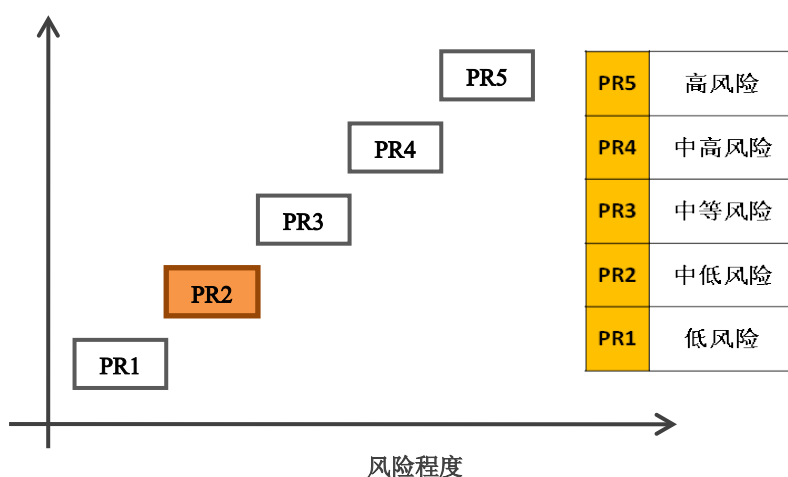 PR5
PR4
PR3
PR2
PR1
风险程度
PR5 高风险
PR4 中高风险
PR3 中等风险
PR2 中低风险
PR1 低风险